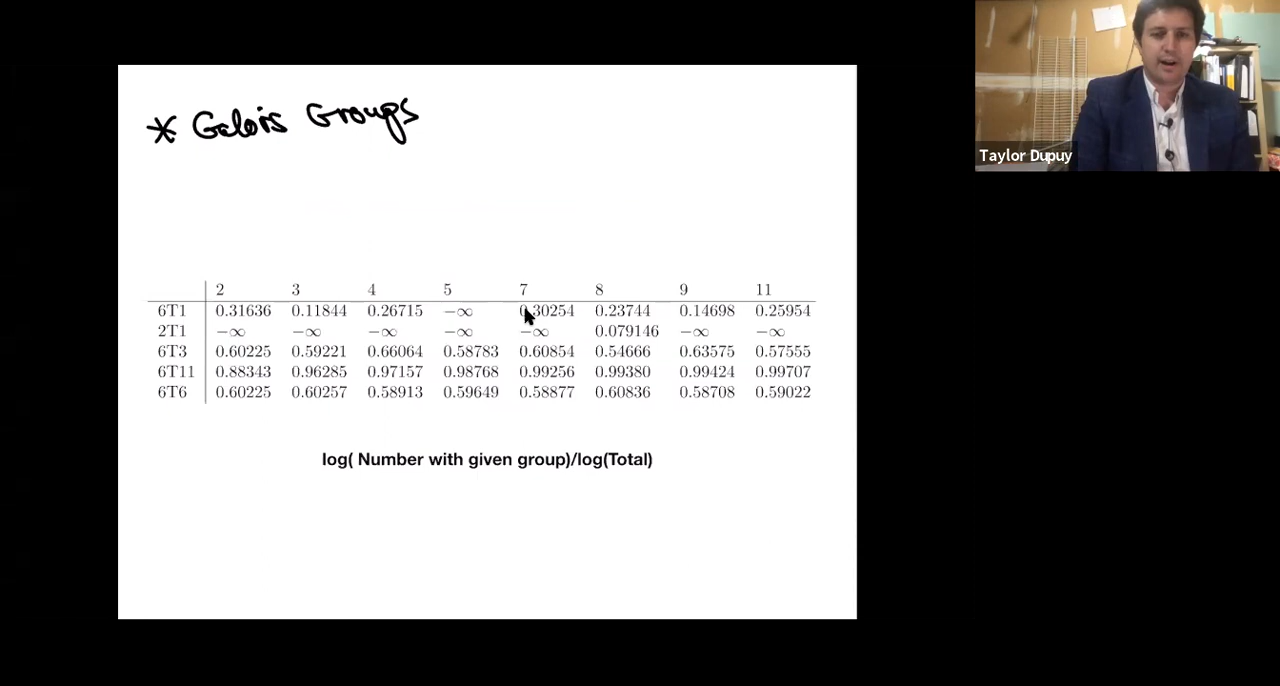 * Galois Groups
Taylor Dupuy
2 3 4 5 7 8 9 11
6T1 0.31636 0.11844 0.26715 −∞ 0.30254 0.23744 0.14698 0.25954
2T1 −∞ −∞ −∞ −∞ −∞ 0.079146 −∞ −∞
6T3 0.60225 0.59221 0.66064 0.58783 0.60854 0.54666 0.63575 0.57555
6T11 0.88343 0.96285 0.97157 0.98768 0.99256 0.99380 0.99424 0.99707
6T6 0.60225 0.60257 0.58913 0.59649 0.58877 0.60836 0.58708 0.59022
log( Number with given group)/log(Total)